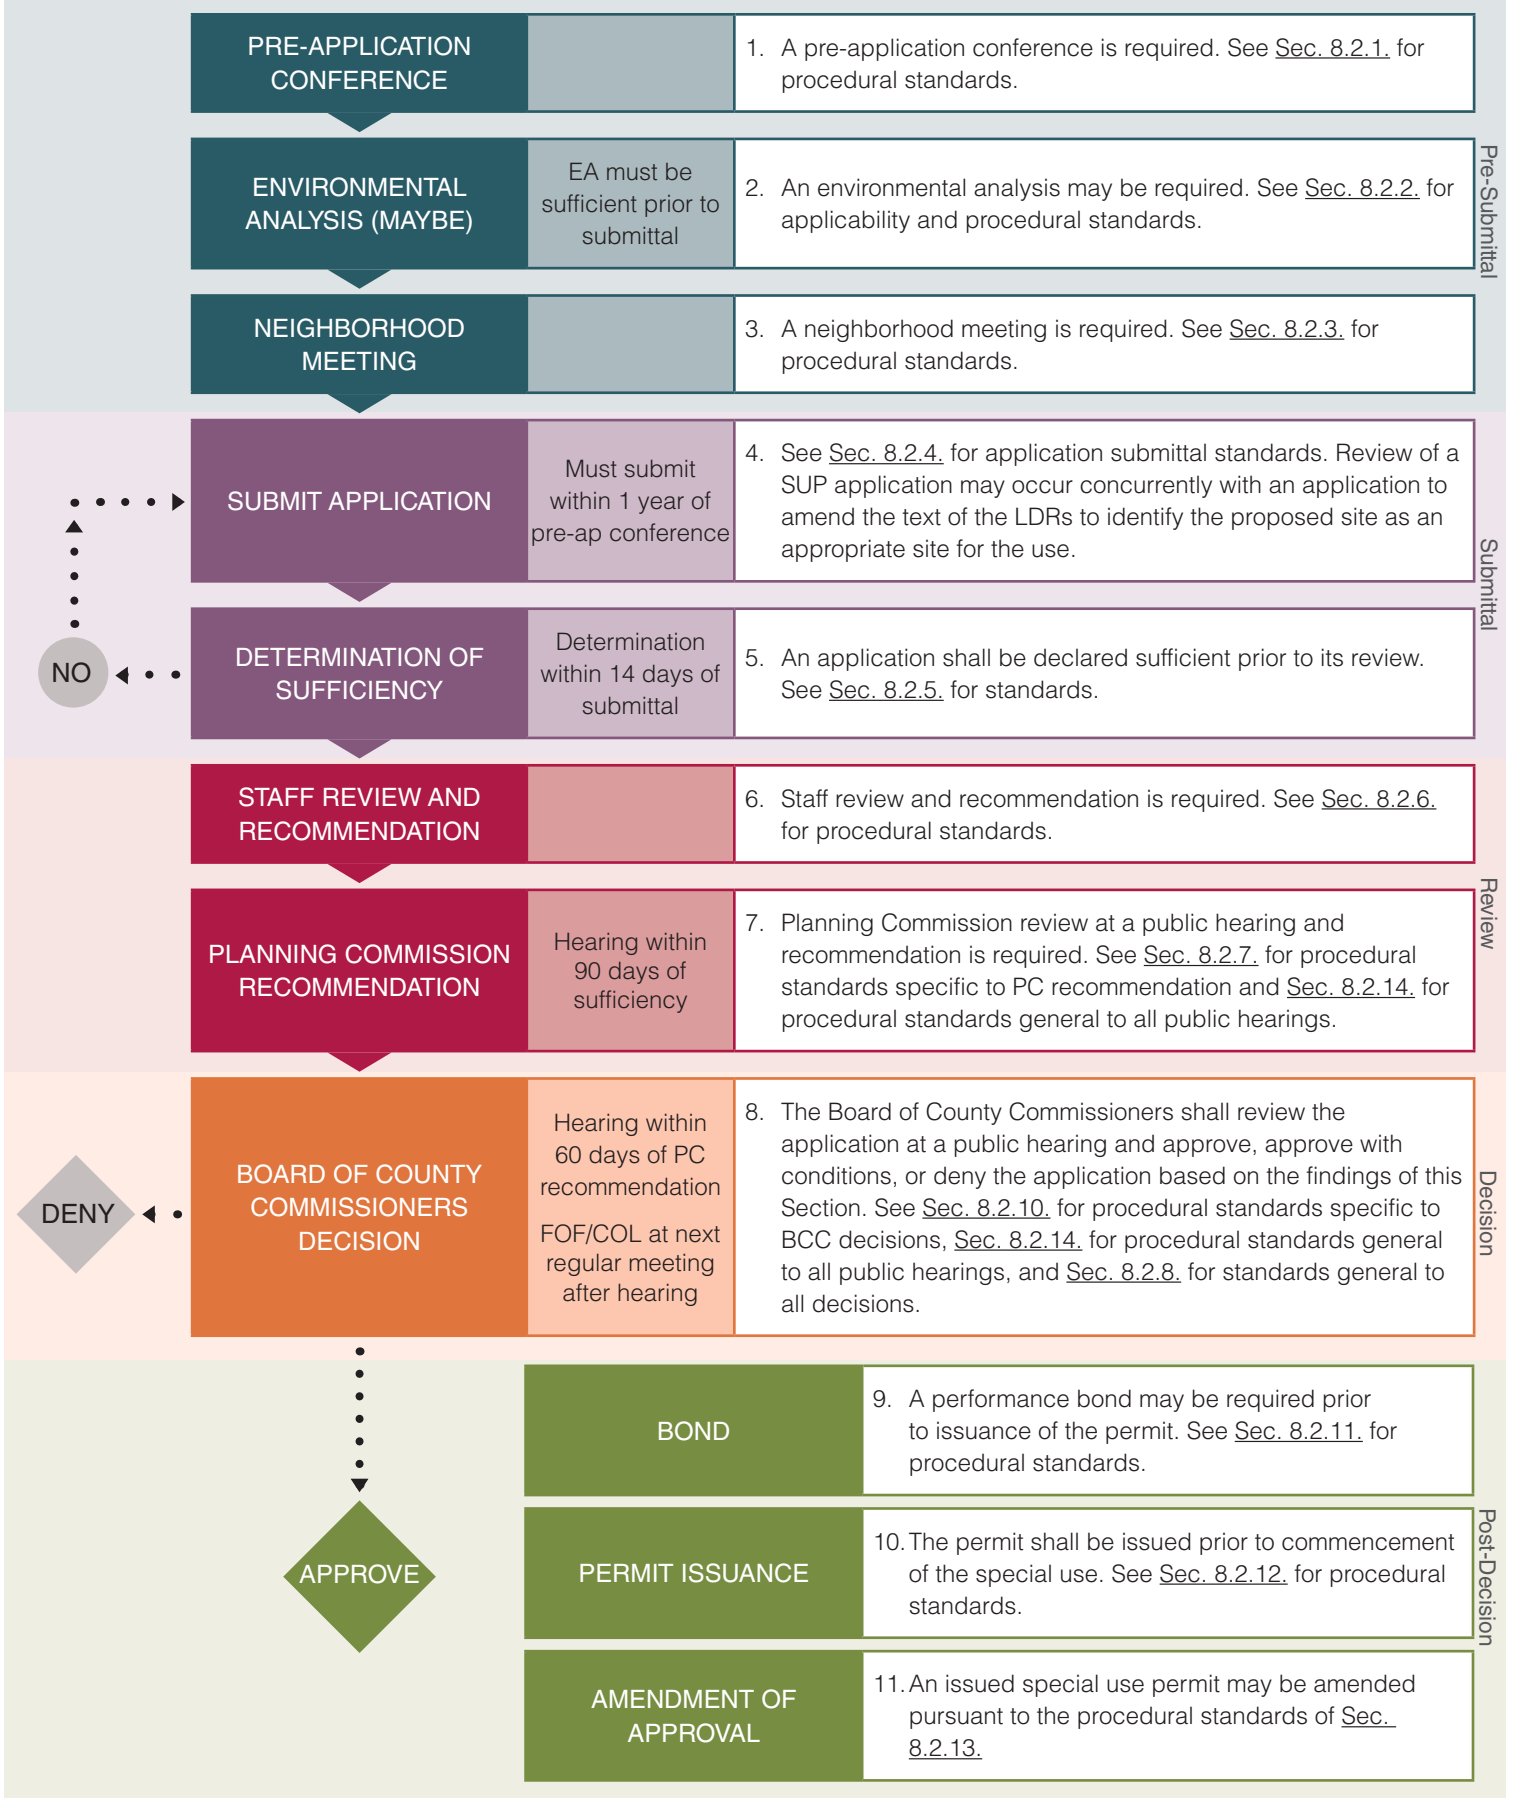 PRE-APPLICATION
CONFERENCE
1. A pre-application conference is required. See Sec. 8.2.1. for
procedural standards.
ENVIRONMENTAL
ANALYSIS (MAYBE)
EA must be
sufficient prior to
submittal
2. An environmental analysis may be required. See Sec. 8.2.2. for
applicability and procedural standards.
NEIGHBORHOOD
MEETING
3. A neighborhood meeting is required. See Sec. 8.2.3. for
procedural standards.
Pre-Submittal
SUBMIT APPLICATION
Must submit
within 1 year of
pre-ap conference
4. See Sec. 8.2.4. for application submittal standards. Review of a
SUP application may occur concurrently with an application to
amend the text of the LDRs to identify the proposed site as an
appropriate site for the use.
NO
DETERMINATION OF
SUFFICIENCY
Determination
within 14 days of
submittal
5. An application shall be declared sufficient prior to its review.
See Sec. 8.2.5. for standards.
Submittal
STAFF REVIEW AND
RECOMMENDATION
6. Staff review and recommendation is required. See Sec. 8.2.6.
for procedural standards.
PLANNING COMMISSION
RECOMMENDATION
Hearing within
90 days of
sufficiency
7. Planning Commission review at a public hearing and
recommendation is required. See Sec. 8.2.7. for procedural
standards specific to PC recommendation and Sec. 8.2.14. for
procedural standards general to all public hearings.
Review
DENY
BOARD OF COUNTY
COMMISSIONERS
DECISION
Hearing within
60 days of PC
recommendation
FOF/COL at next
regular meeting
after hearing
8. The Board of County Commissioners shall review the
application at a public hearing and approve, approve with
conditions, or deny the application based on the findings of this
Section. See Sec. 8.2.10. for procedural standards specific to
BCC decisions, Sec. 8.2.14. for procedural standards general
to all public hearings, and Sec. 8.2.8. for standards general to
all decisions.
Decision
APPROVE
BOND
9. A performance bond may be required prior
to issuance of the permit. See Sec. 8.2.11. for
procedural standards.
PERMIT ISSUANCE
10. The permit shall be issued prior to commencement
of the special use. See Sec. 8.2.12. for procedural
standards.
AMENDMENT OF
APPROVAL
11. An issued special use permit may be amended
pursuant to the procedural standards of Sec.
8.2.13.
Post-Decision